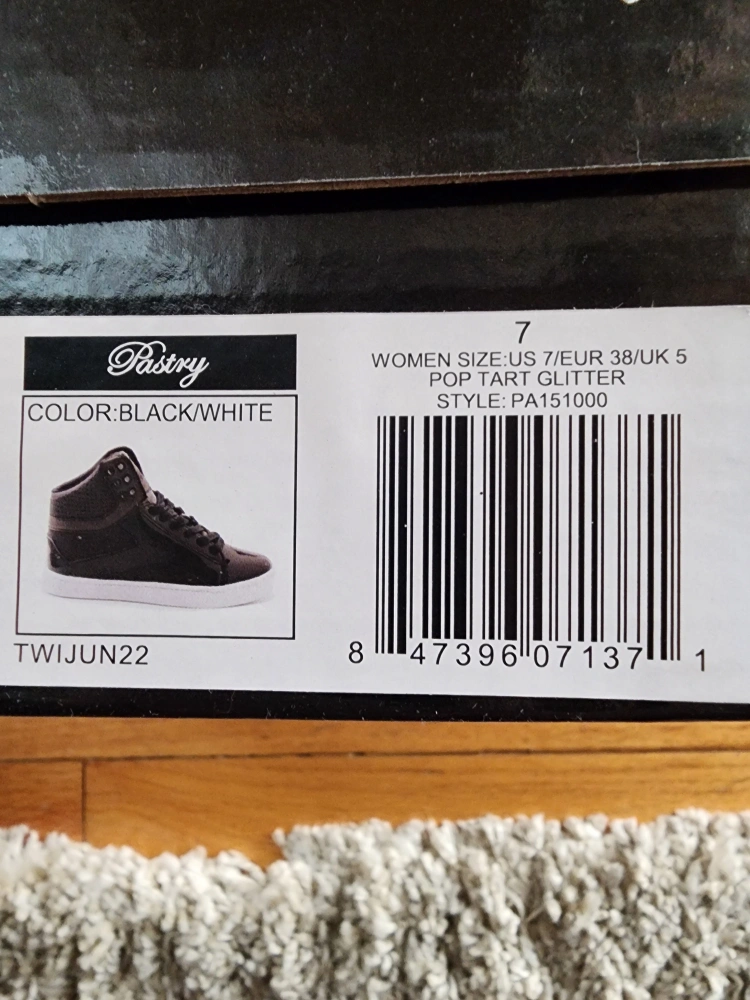 Pastry
COLOR:BLACK/WHITE
TWIJUN22
7
WOMEN SIZE:US 7/EUR 38/UK 5
POP TART GLITTER
STYLE: PA151000
8 47396 07137 1